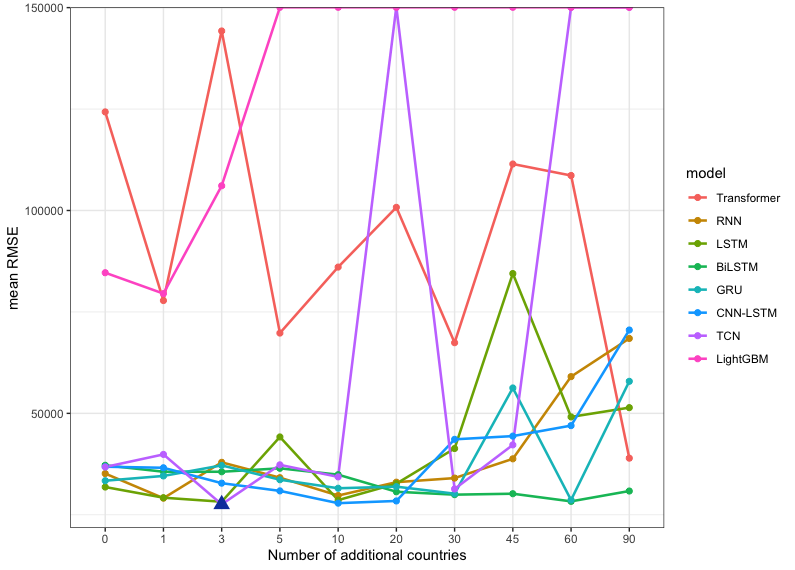 150000
100000
50000
mean RMSE
0 1 3 5 10 20 30 45 60 90
Number of additional countries
model
Transformer
RNN
LSTM
BiLSTM
GRU
CNN-LSTM
TCN
LightGBM